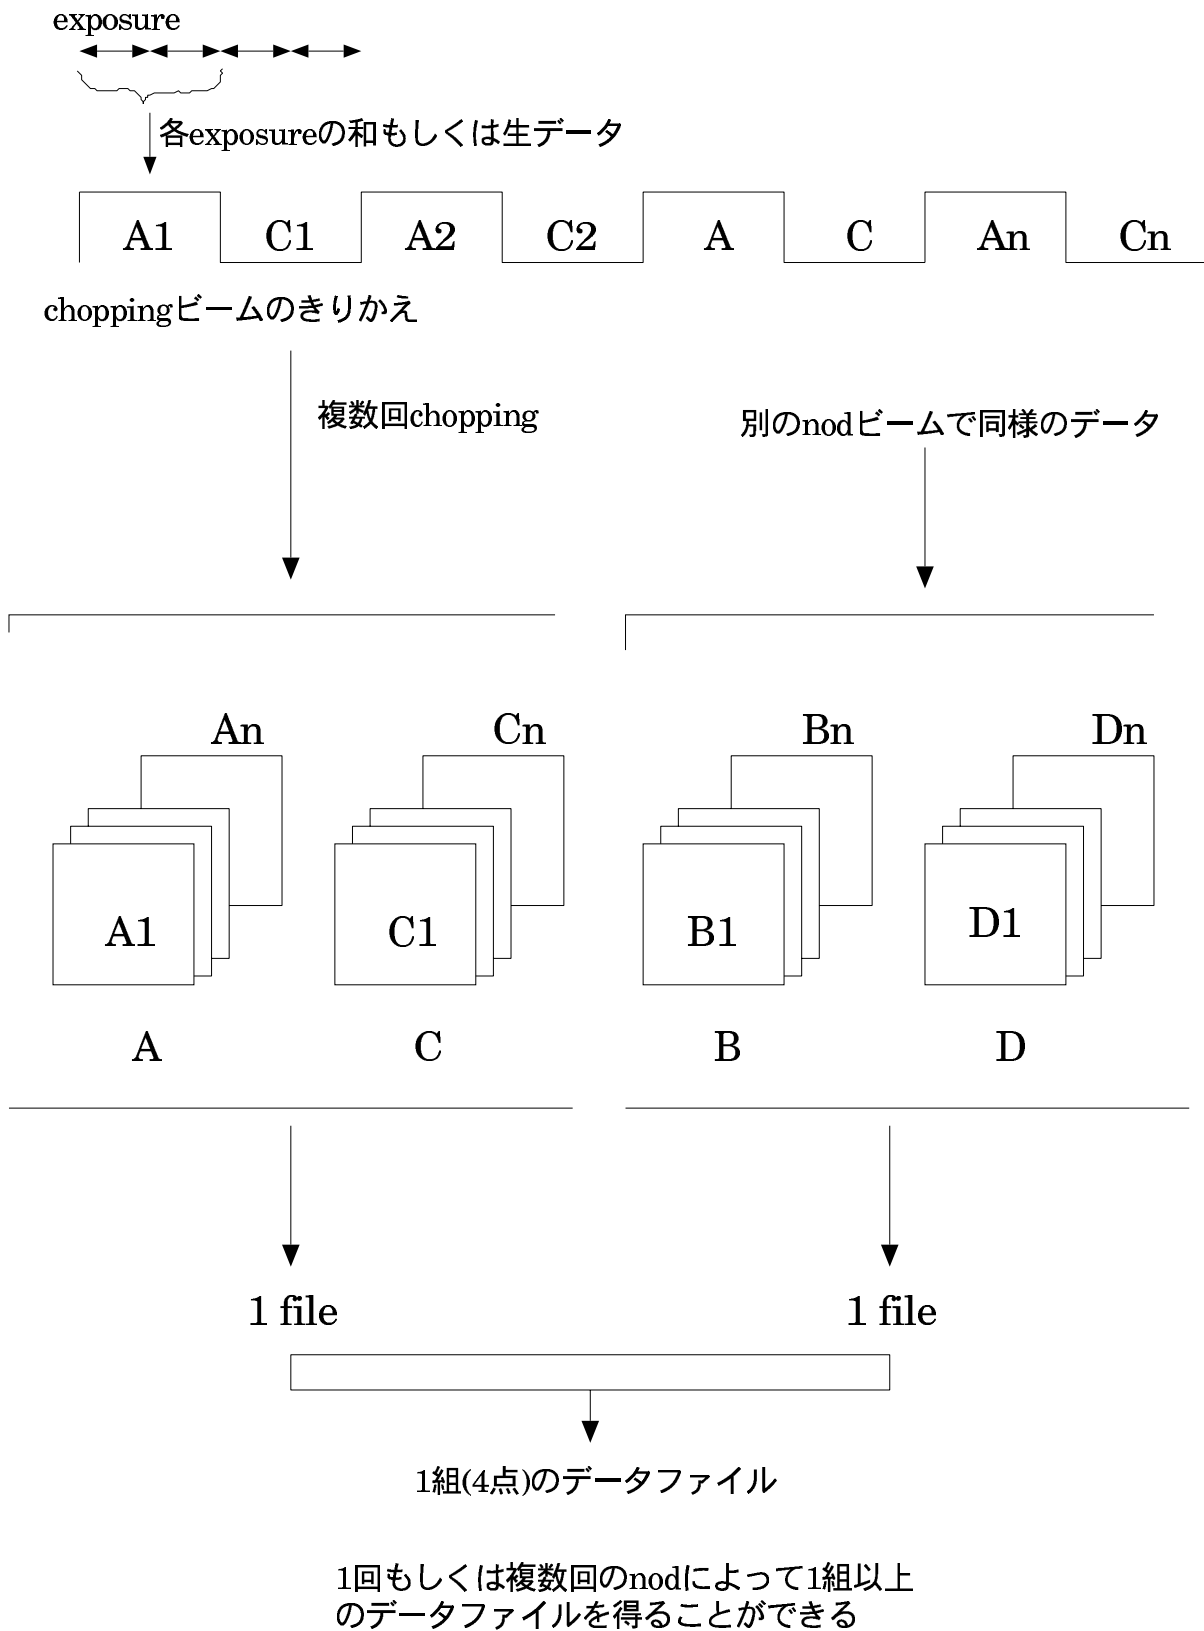 exposure
各exposureの和もしくは生データ
A1 C1 A2 C2 A C An Cn
choppingビームのきりかえ
複数回chopping
別のnodビームで同様のデータ
An Cn Bn Dn
A1 C1 B1 D1
A C B D
1 file 1 file
1組(4点)のデータファイル
1回もしくは複数回のnodによって1組以上
のデータファイルを得ることができる